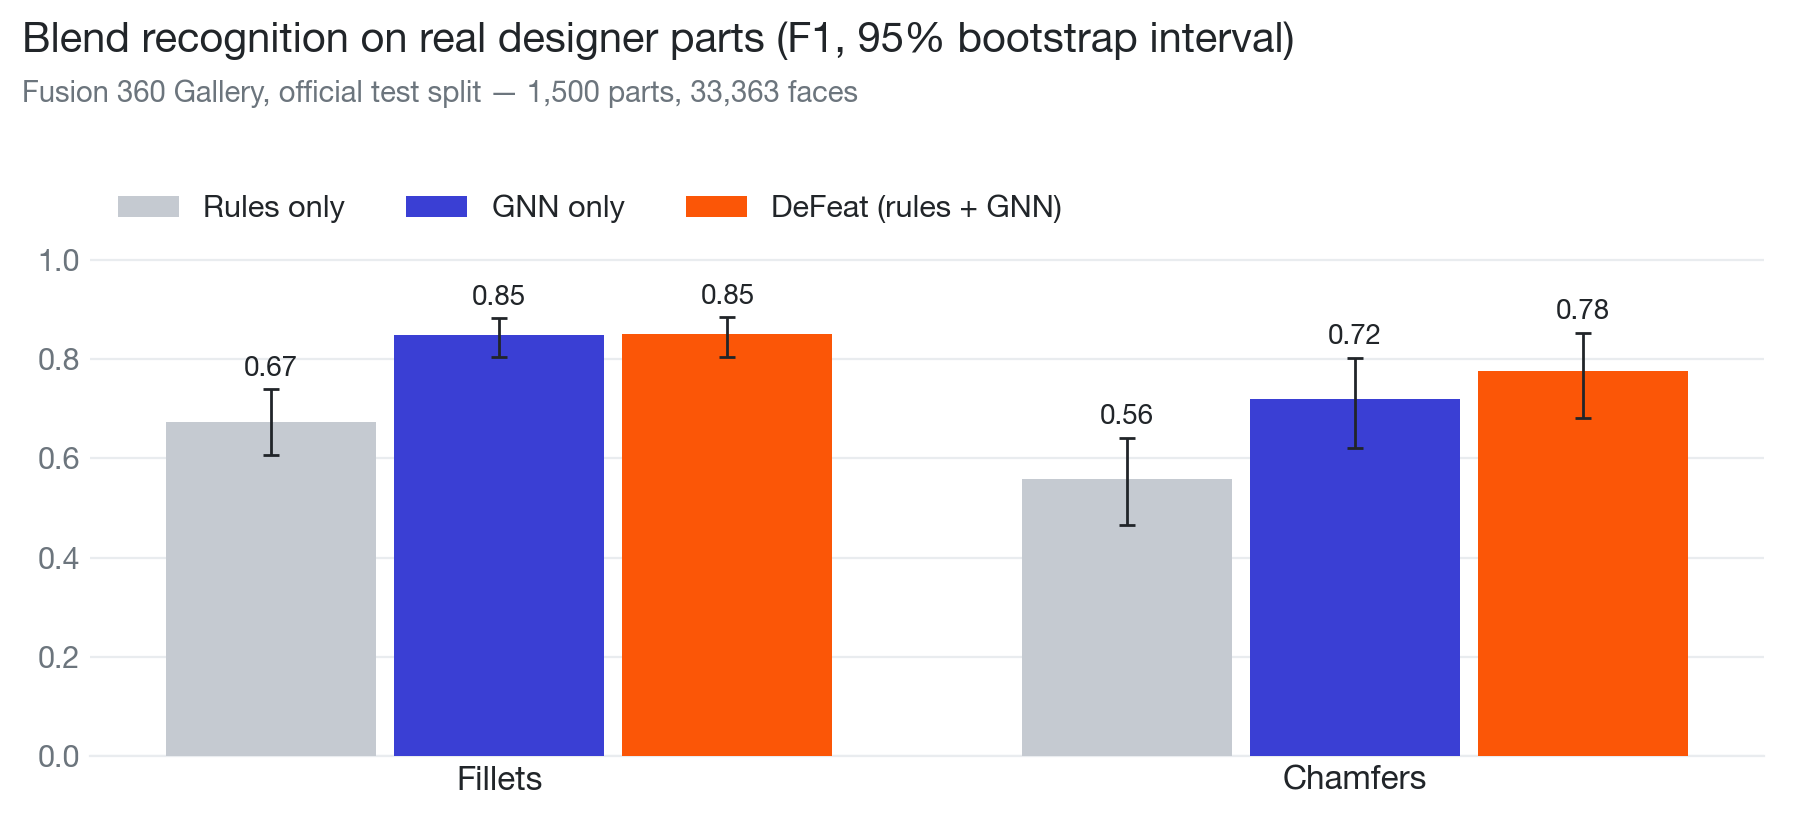 Blend recognition on real designer parts (F1, 95% bootstrap interval)
Fusion 360 Gallery, official test split — 1,500 parts, 33,363 faces
Rules only
GNN only
DeFeat (rules + GNN)
1.0
0.8
0.6
0.4
0.2
0.0
0.67
0.85
0.85
0.56
0.72
0.78
Fillets
Chamfers